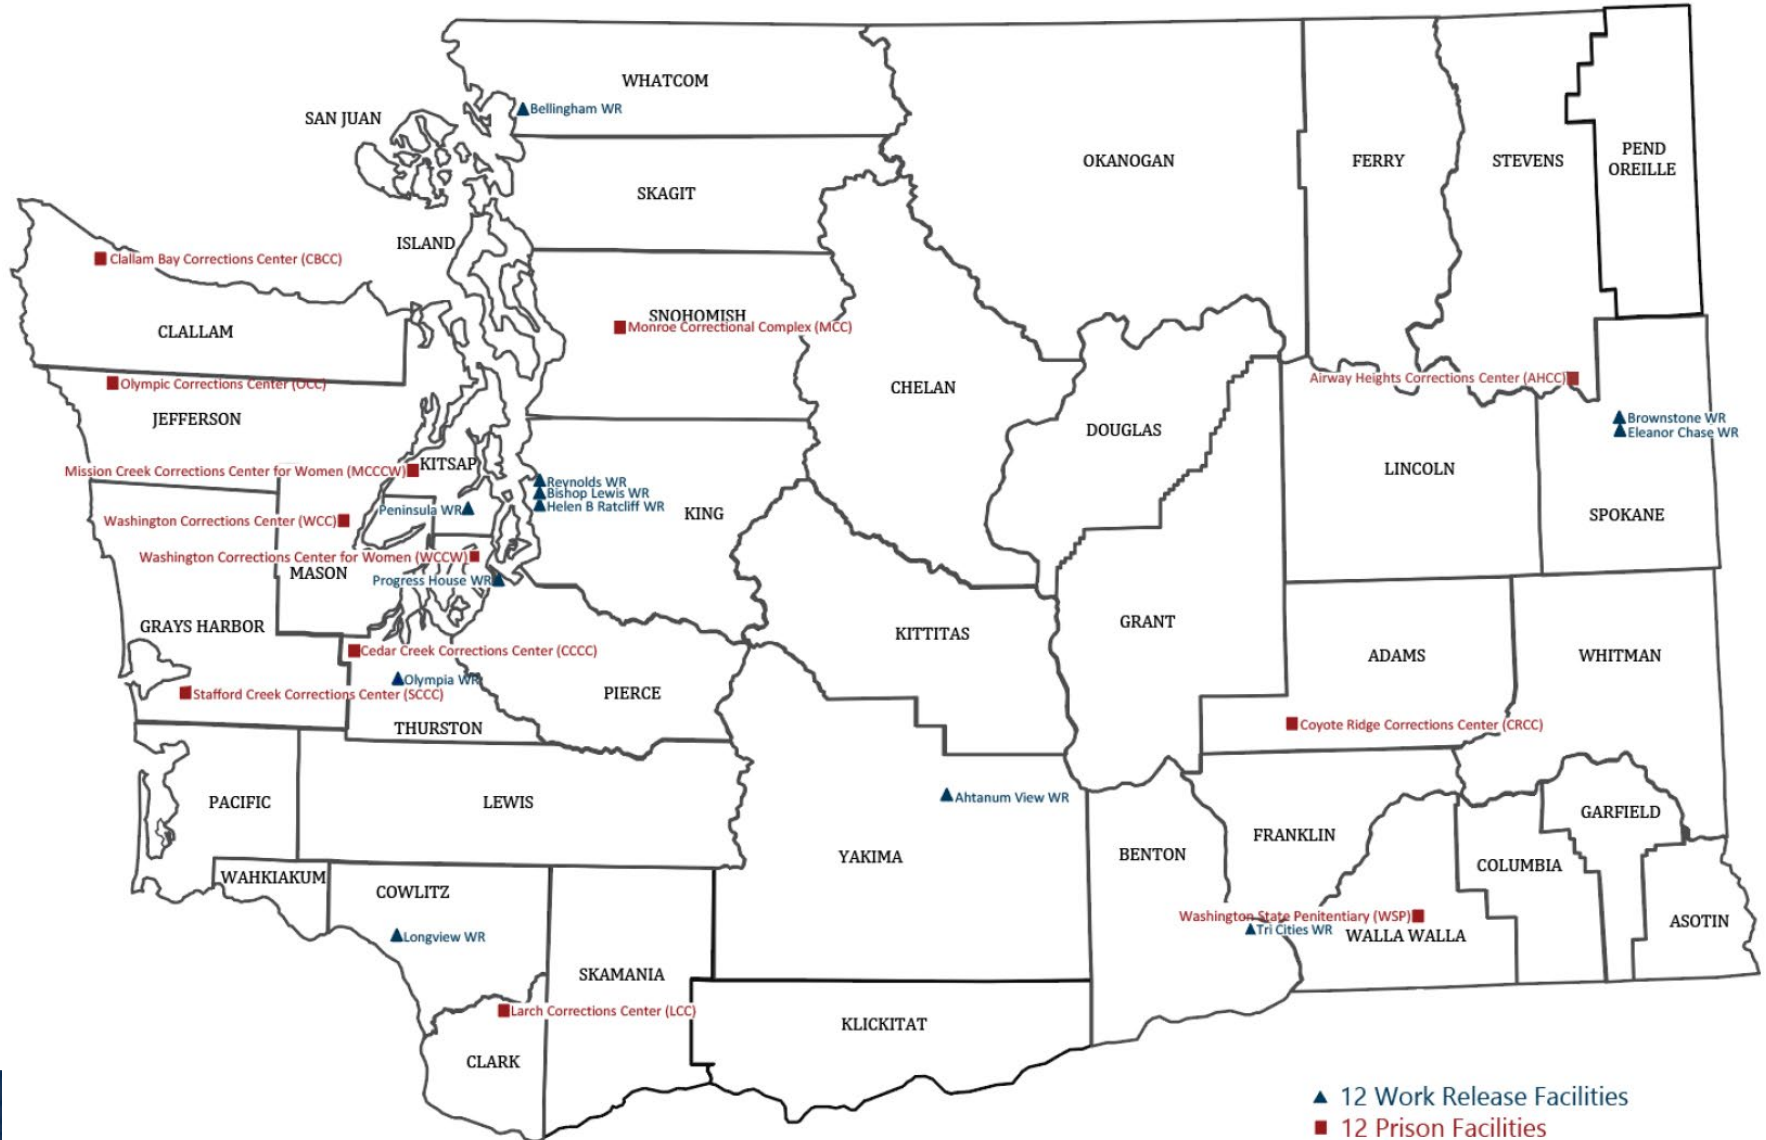 WHATCOM
Bellingham WR
SAN JUAN
OKANOGAN
FERRY
STEVENS
PEND
OREILLE
SKAGIT
ISLAND
Clallam Bay Corrections Center (CBCC)
SNOHOMISH
Monroe Correctional Complex (MCC)
CLALLAM
Olympic Corrections Center (OCC)
JEFFERSON
CHELAN
Airway Heights Corrections Center (AHCC)
DOUGLAS
Brownstone WR
Eleanor Chase WR
Mission Creek Corrections Center for Women (MCCCW)
KITSAP
LINCOLN
Reynolds WR
Bishop Lewis WR
Helen B Ratcliff WR
Peninsula WR
KING
SPOKANE
Washington Corrections Center (WCC)
Washington Corrections Center for Women (WCCW)
MASON
Progress House WR
GRAYS HARBOR
KITTITAS
GRANT
Cedar Creek Corrections Center (CCCC)
ADAMS
WHITMAN
Olympia WR
Stafford Creek Corrections Center (SCCC)
PIERCE
THURSTON
Coyote Ridge Corrections Center (CRCC)
PACIFIC
LEWIS
Ahtanum View WR
GARFIELD
FRANKLIN
YAKIMA
BENTON
COLUMBIA
WAHKIAKUM
COWLITZ
Washington State Penitentiary (WSP)
Tri Cities WR
WALLA WALLA
ASOTIN
Longview WR
SKAMANIA
Larch Corrections Center (LCC)
KLICKITAT
CLARK
12 Work Release Facilities
12 Prison Facilities